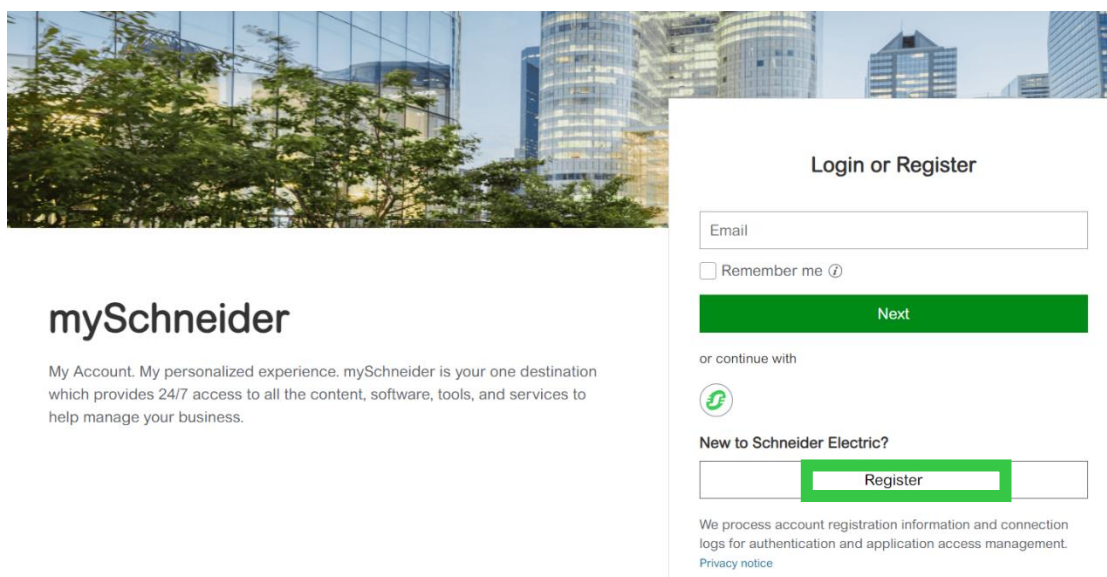 Login or Register
Email
Remember me
Next
mySchneider
My Account. My personalized experience. mySchneider is your one destination
which provides 24/7 access to all the content, software, tools, and services to
help manage your business.
or continue with
New to Schneider Electric?
Register
We process account registration information and connection
logs for authentication and application access management.
Privacy notice